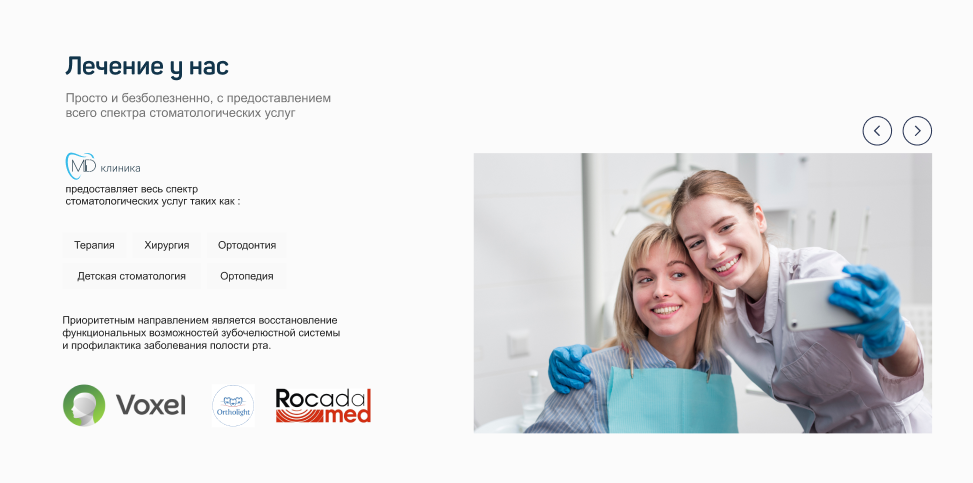 Лечение у нас
Просто и безболезненно, с предоставлением
всего спектра стоматологических услуг
MD клиника
предоставляет весь спектр
стоматологических услуг таких как :
Терапия
Хирургия
Ортодонтия
Детская стоматология
Ортопедия
Приоритетным направлением является восстановление
функциональных возможностей зубочелюстной системы
и профилактика заболевания полости рта.
Voxel
Ortholight
Rocada
med